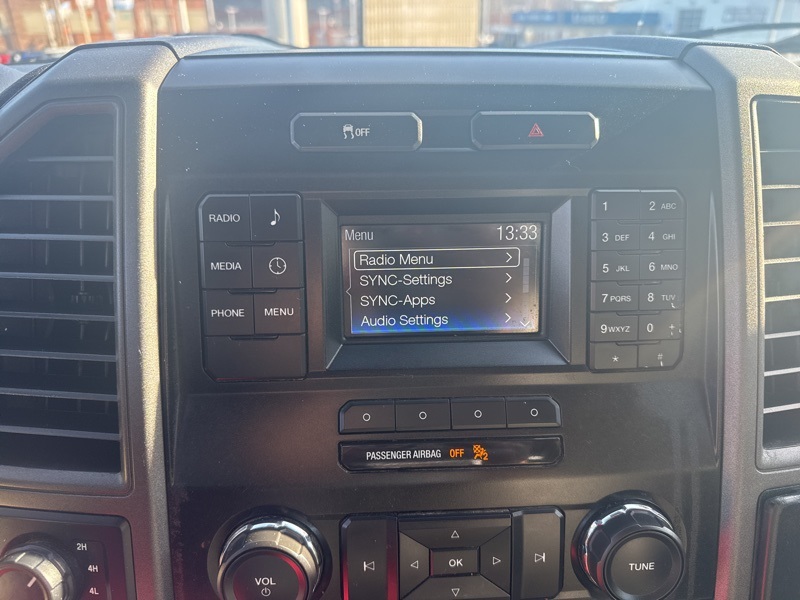 OFF
RADIO
MEDIA
PHONE MENU
Menu 13:33
Radio Menu
SYNC-Settings
SYNC-Apps
Audio Settings
1 2 ABC
3 DEF 4 GHI
5 JKL 6 MNO
7 PQRS 8 TUV
9 WXYZ 0 +
* #
PASSENGER AIRBAG OFF 2
2H
4H
4L
VOL
OK
TUNE